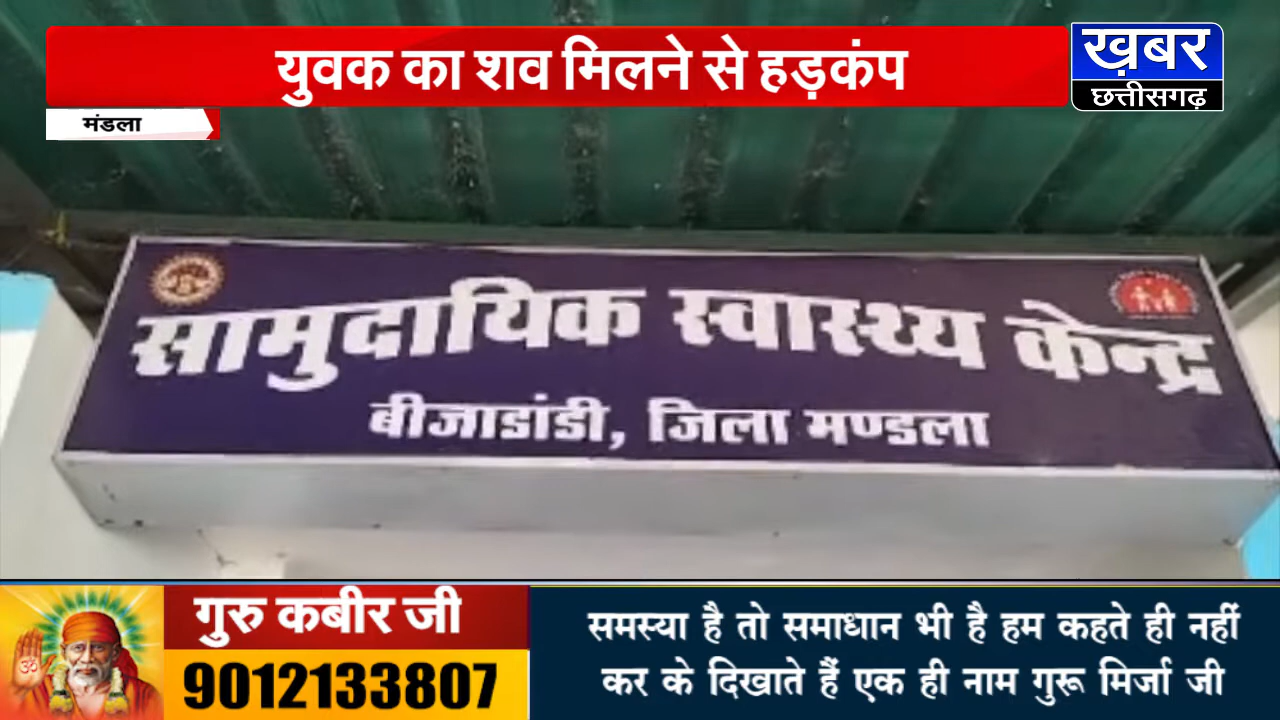 युवक का शव मिलने से हड़कंप
ख़बर
छत्तीसगढ़
मंडला
सामुदायिक स्वास्थ्य केन्द्र
बीजाडांडी, जिला मण्डला
गुरु कबीर जी
9012133807
समस्या है तो समाधान भी है हम कहते ही नहीं
कर के दिखाते हैं एक ही नाम गुरू मिर्जा जी
ॐ